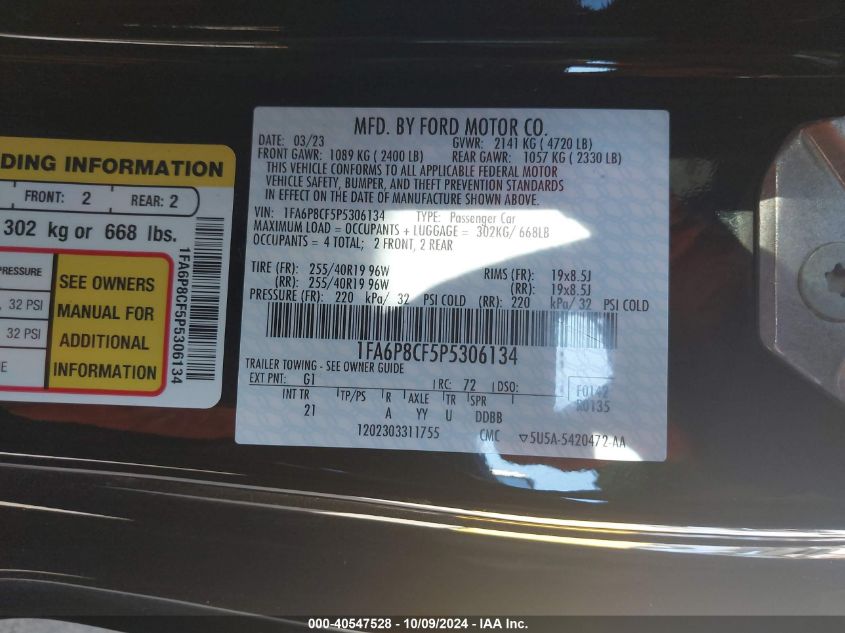 DING INFORMATION
FRONT: 2
REAR: 2
302 kg or 668 lbs.
PRESSURE
32 PSI
32 PSI
SEE OWNERS
MANUAL FOR
ADDITIONAL
INFORMATION
1FA6P8CF5P5306134
MFD. BY FORD MOTOR CO.
DATE: 03/23 GVWR: 2141 KG ( 4720 LB)
FRONT GAWR: 1089 KG ( 2400 LB) REAR GAWR: 1057 KG ( 2330 LB)
THIS VEHICLE CONFORMS TO ALL APPLICABLE FEDERAL MOTOR
VEHICLE SAFETY, BUMPER, AND THEFT PREVENTION STANDARDS
IN EFFECT ON THE DATE OF MANUFACTURE SHOWN ABOVE.
VIN: 1FA6P8CF5P5306134 TYPE: Passenger Car
MAXIMUM LOAD = OCCUPANTS + LUGGAGE = 302KG/ 668LB
OCCUPANTS = 4 TOTAL; 2 FRONT, 2 REAR
TIRE (FR): 255/40R19 96W RIMS (FR): 19x8.5J
(RR): 255/40R19 96W (RR): 19x8.5J
PRESSURE (FR): 220 kPa/ 32 PSI COLD (RR): 220 kPa/ 32 PSI COLD
1FA6P8CF5P5306134
TRAILER TOWING - SEE OWNER GUIDE
EXT PNT: G1 RC: 72 DSO: F0142
INT TR TP/PS R AXLE TR SPR R0135
21 A YY U DDBB
1202303311755 CMC 5U5A-5420472-AA
000-40547528 - 10/09/2024 - IAA Inc.